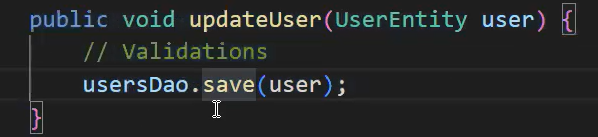 public void updateUser(UserEntity user) {
// Validations
usersDao.save(user);
}